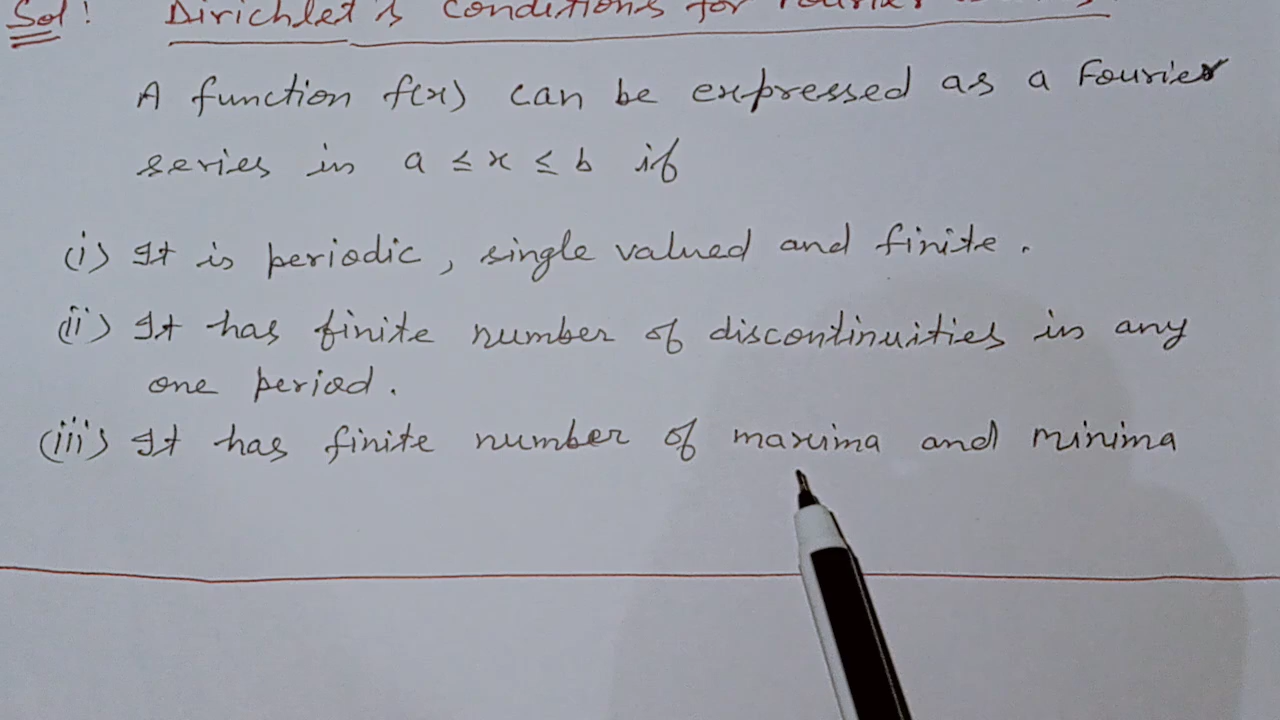 Sol! Dirichlet's Conditions for Fourier
A function f(x) can be expressed as a Fourier
series in a ≤ x ≤ b if
(i) It is periodic, single valued and finite.
(ii) It has finite number of discontinuities in any
one period.
(iii) It has finite number of maxima and minima